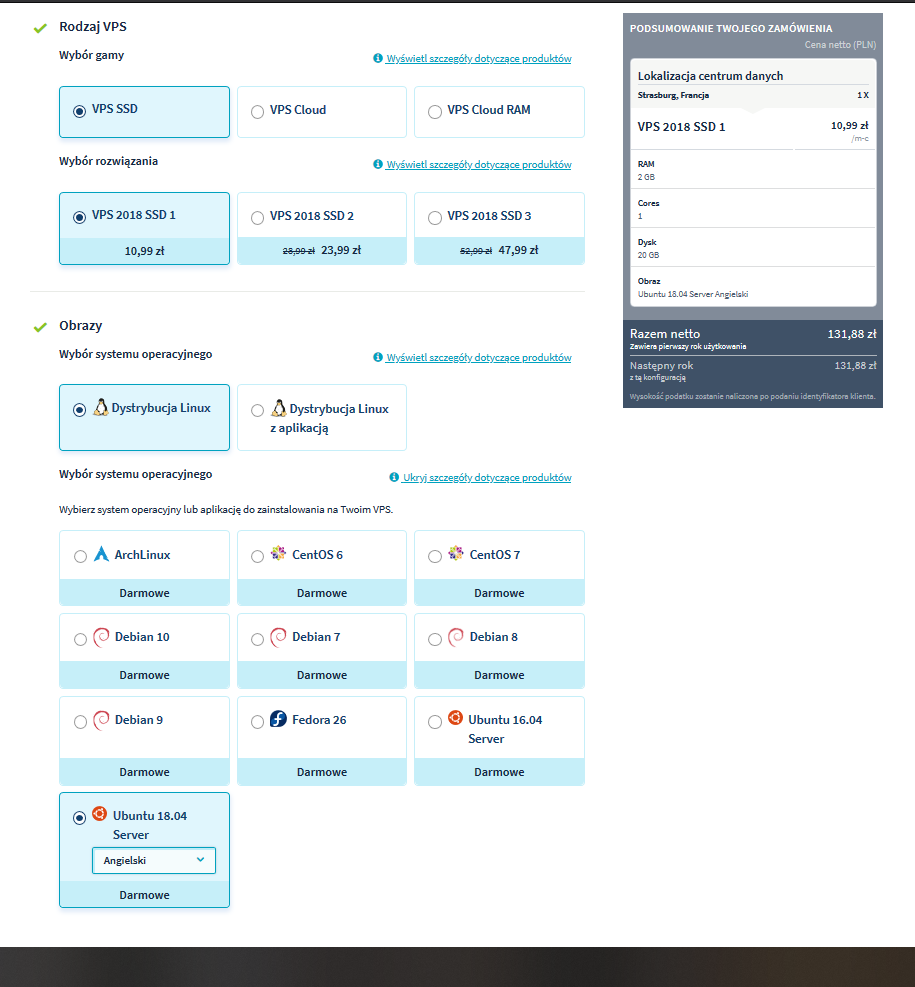 Rodzaj VPS
Wybór gamy
Wyświetl szczegóły dotyczące produktów
VPS SSD
VPS Cloud
VPS Cloud RAM
Wybór rozwiązania
Wyświetl szczegóły dotyczące produktów
VPS 2018 SSD 1
VPS 2018 SSD 2
VPS 2018 SSD 3
10,99 zł
28,99 zł 23,99 zł
52,99 zł 47,99 zł
Obrazy
Wybór systemu operacyjnego
Wyświetl szczegóły dotyczące produktów
Dystrybucja Linux
Dystrybucja Linux
z aplikacją
Wybór systemu operacyjnego
Ukryj szczegóły dotyczące produktów
Wybierz system operacyjny lub aplikację do zainstalowania na Twoim VPS.
ArchLinux
CentOS 6
CentOS 7
Darmowe
Darmowe
Darmowe
Debian 10
Debian 7
Debian 8
Darmowe
Darmowe
Darmowe
Debian 9
Fedora 26
Ubuntu 16.04
Server
Darmowe
Darmowe
Darmowe
Ubuntu 18.04
Server
Angielski
Darmowe
PODSUMOWANIE TWOJEGO ZAMÓWIENIA
Cena netto (PLN)
Lokalizacja centrum danych
Strasburg, Francja 1 X
VPS 2018 SSD 1 10,99 zł
/m-c
RAM
2 GB
Cores
1
Dysk
20 GB
Obraz
Ubuntu 18.04 Server Angielski
Razem netto 131,88 zł
Zawiera pierwszy rok użytkowania
Następny rok 131,88 zł
z tą konfiguracją
Wysokość podatku zostanie naliczona po podaniu identyfikatora klienta.